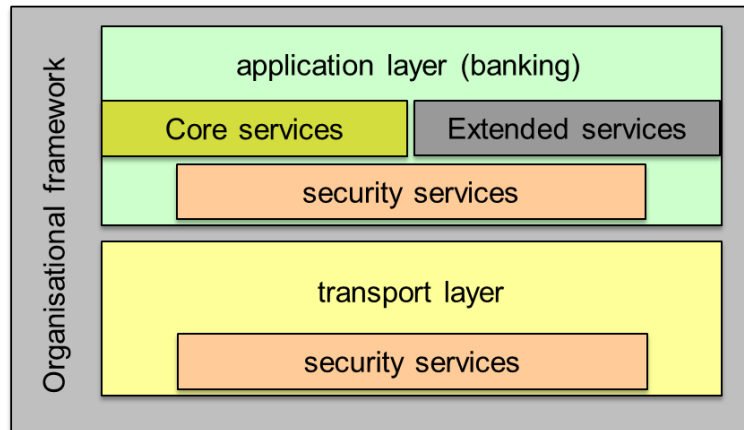 Organisational framework
application layer (banking)
Core services
Extended services
security services
transport layer
security services